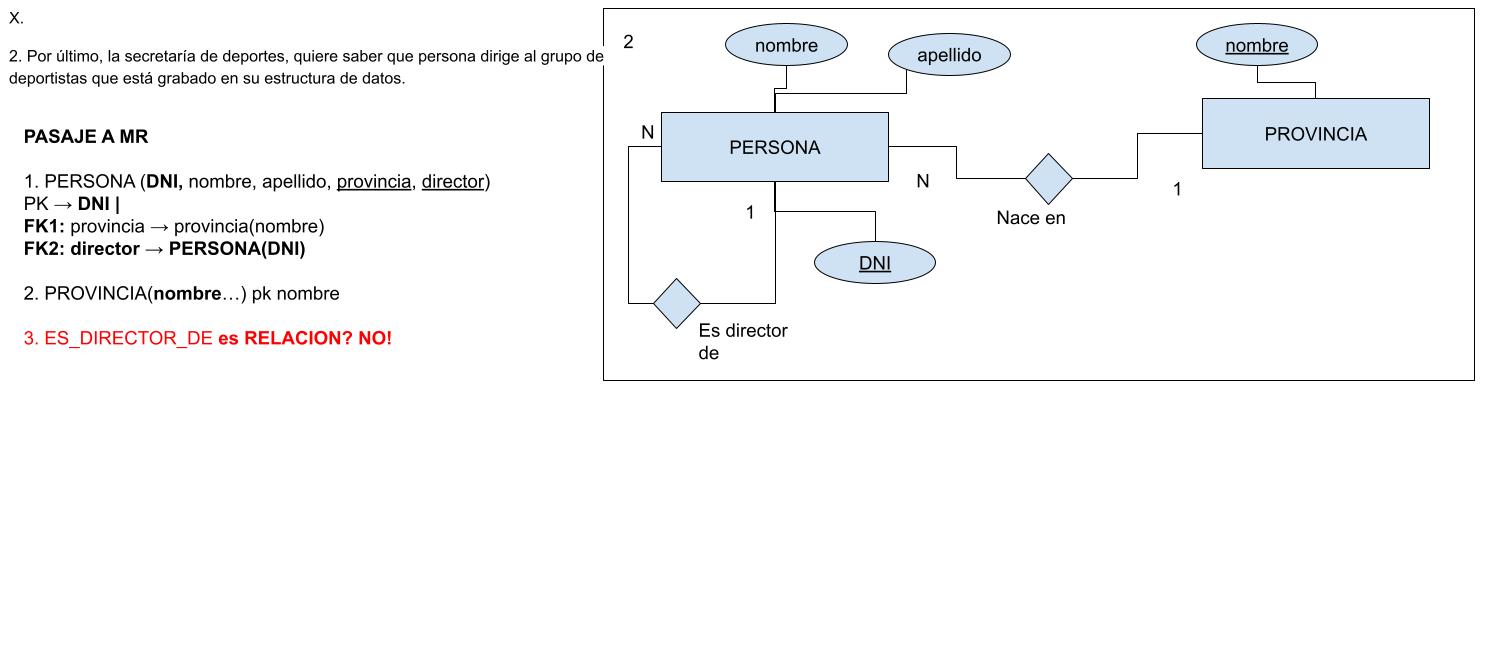 X.
2. Por último, la secretaría de deportes, quiere saber que persona dirige al grupo de
deportistas que está grabado en su estructura de datos.
PASAJE A MR
1. PERSONA (DNI, nombre, apellido, provincia, director)
PK → DNI |
FK1: provincia → provincia(nombre)
FK2: director → PERSONA(DNI)
2. PROVINCIA(nombre…) pk nombre
3. ES_DIRECTOR_DE es RELACION? NO!
2
nombre
apellido
nombre
N
PERSONA
PROVINCIA
N
1
1
Nace en
DNI
Es director
de